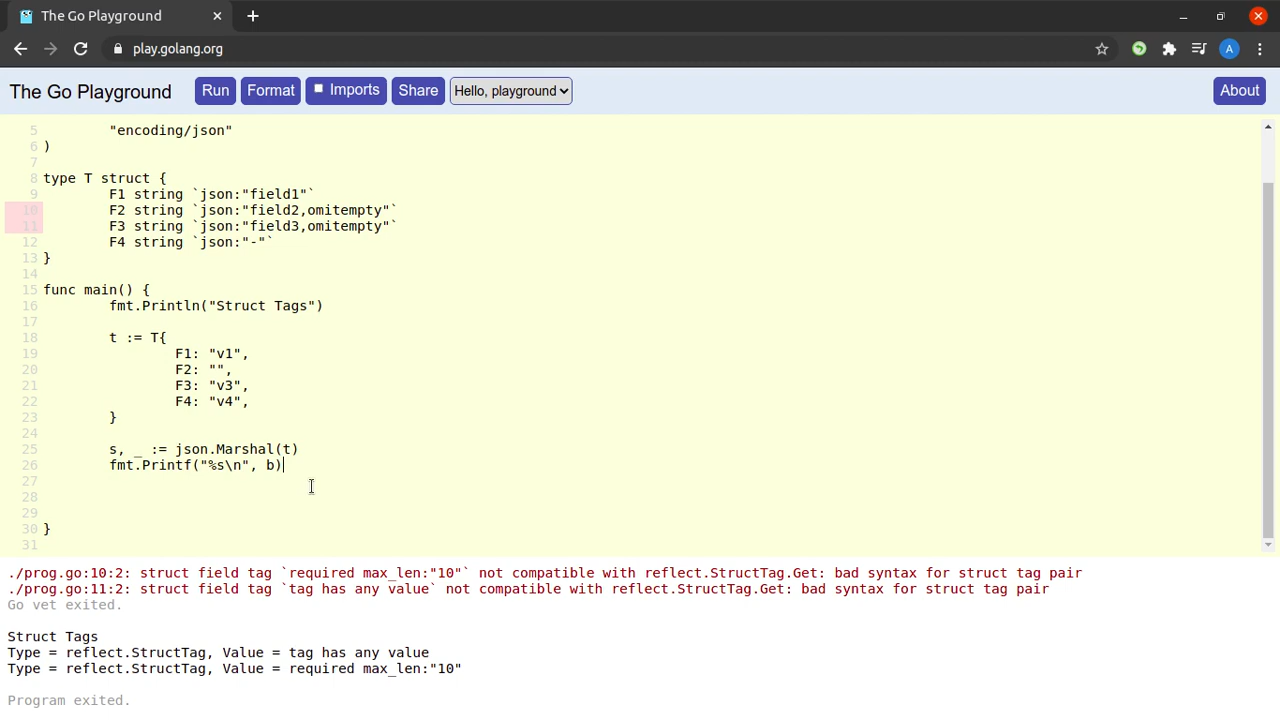 The Go Playground
play.golang.org
A
The Go Playground Run Format Imports Share Hello, playground About
5 "encoding/json"
6 )
7
8 type T struct {
9 F1 string `json:"field1"`
10 F2 string `json:"field2,omitempty"`
11 F3 string `json:"field3,omitempty"`
12 F4 string `json:"-"`
13 }
14
15 func main() {
16 fmt.Println("Struct Tags")
17
18 t := T{
19 F1: "v1",
20 F2: "",
21 F3: "v3",
22 F4: "v4",
23 }
24
25 s, _ := json.Marshal(t)
26 fmt.Printf("%s\n", b)
27
28
29
30 }
31
./prog.go:10:2: struct field tag `required max_len:"10"` not compatible with reflect.StructTag.Get: bad syntax for struct tag pair
./prog.go:11:2: struct field tag `tag has any value` not compatible with reflect.StructTag.Get: bad syntax for struct tag pair
Go vet exited.
Struct Tags
Type = reflect.StructTag, Value = tag has any value
Type = reflect.StructTag, Value = required max_len:"10"
Program exited.